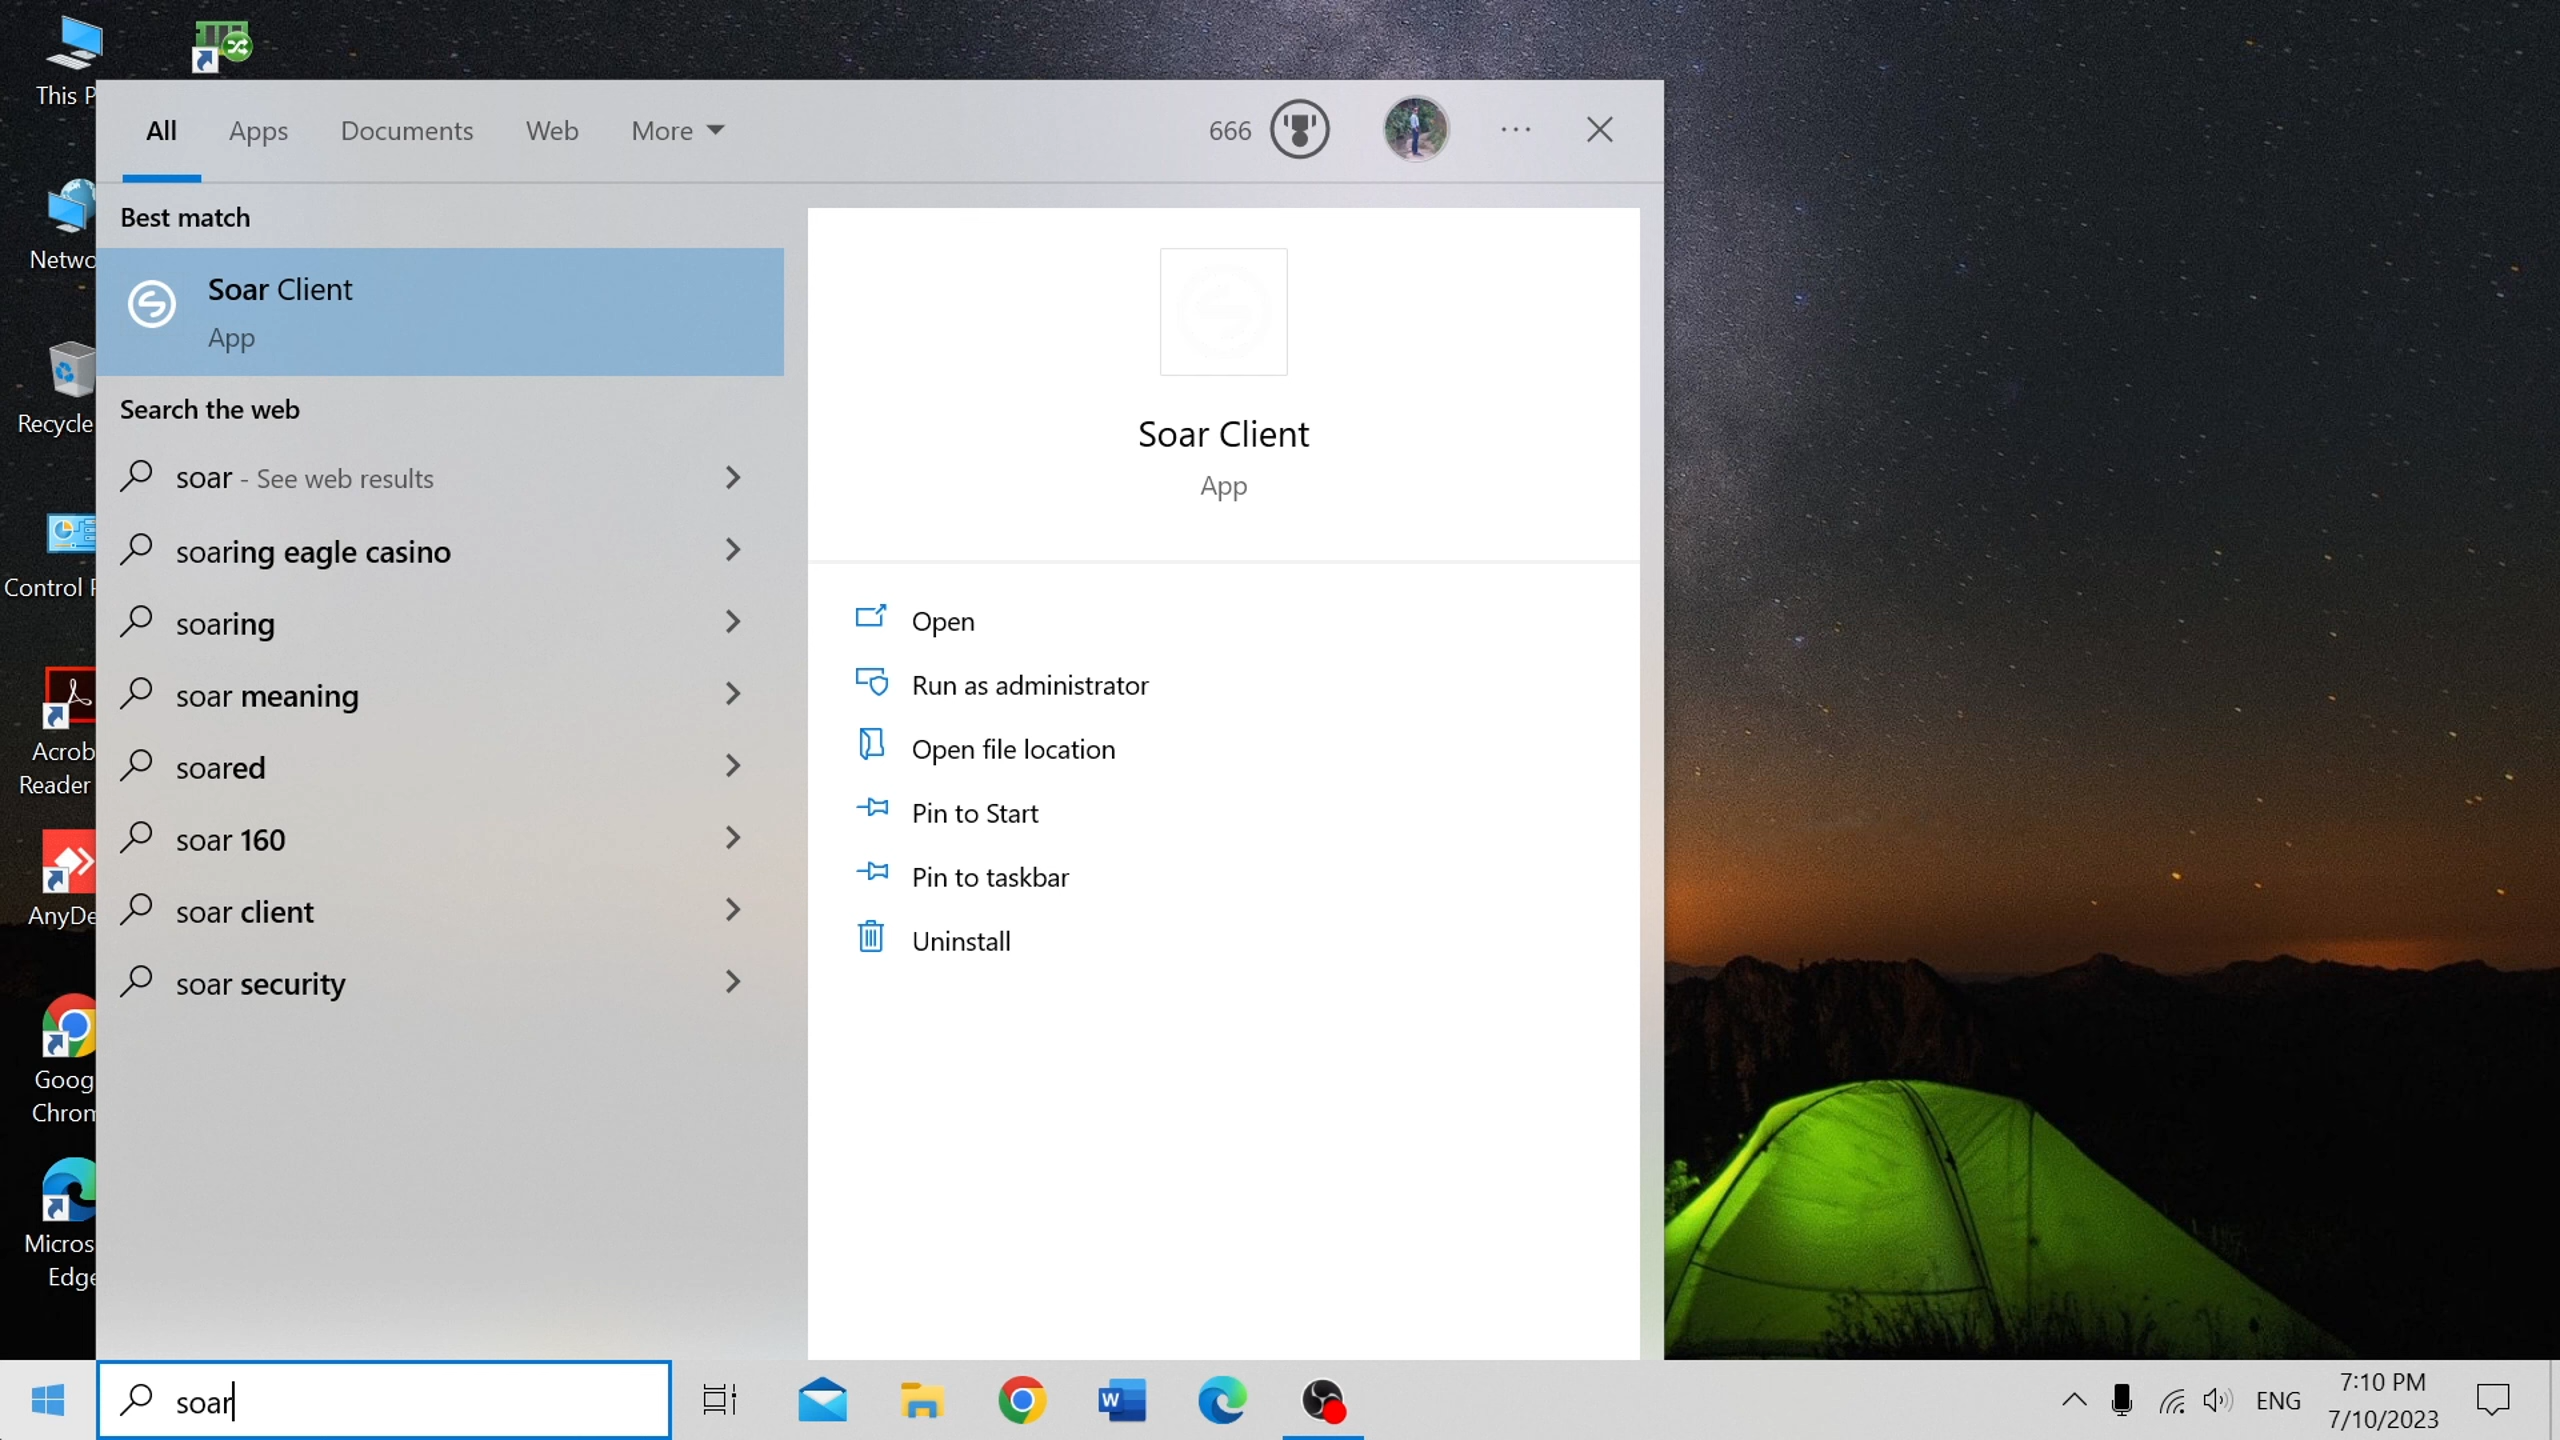 This P
Netwo
Recycle
Control P
Acrob
Reader
AnyDe
Goog
Chrom
Micros
Edge
All
Apps
Documents
Web
More
666
Best match
Soar Client
App
Search the web
soar - See web results
soaring eagle casino
soaring
soar meaning
soared
soar 160
soar client
soar security
Soar Client
App
Open
Run as administrator
Open file location
Pin to Start
Pin to taskbar
Uninstall
soar
W
ENG
7:10 PM
7/10/2023